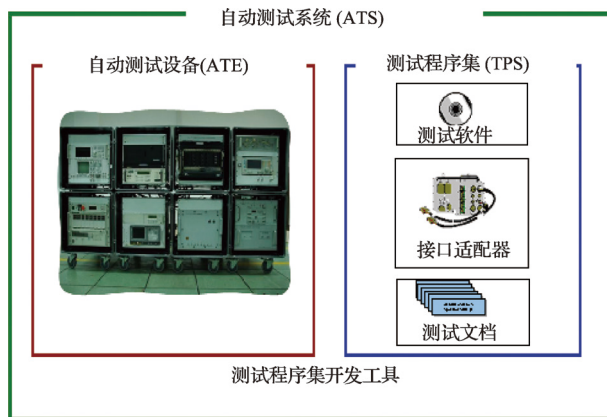 自动测试系统 (ATS)
自动测试设备(ATE)
测试程序集 (TPS)
测试软件
接口适配器
测试文档
测试程序集开发工具